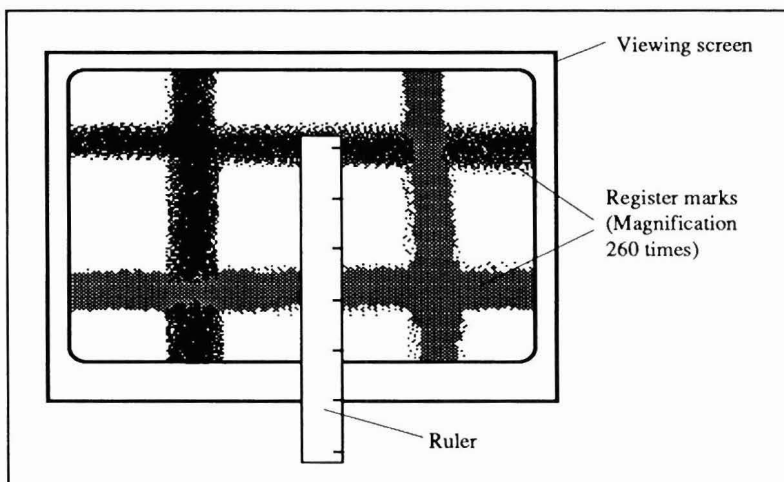 Viewing screen
Register marks
(Magnification
260 times)
Ruler